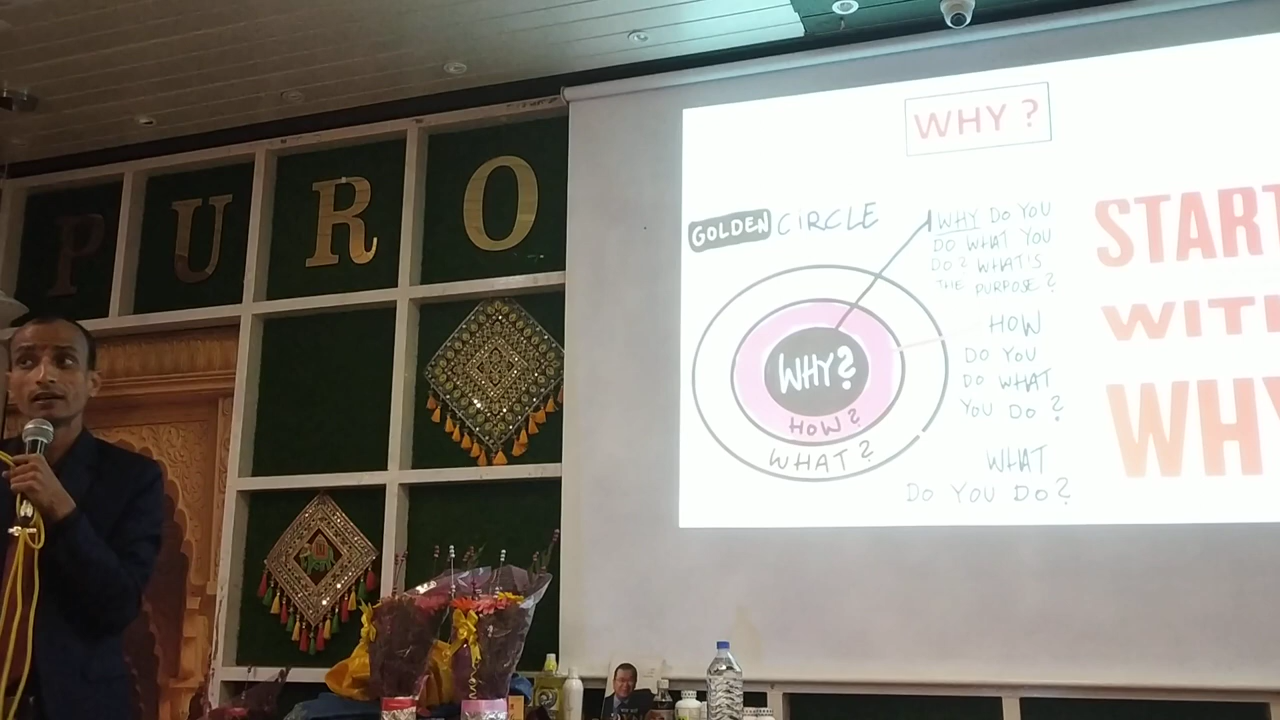 PURO
WHY ?
GOLDEN CIRCLE
WHY?
HOW?
WHAT?
WHY DO YOU
DO WHAT YOU
DO? WHAT'S
THE PURPOSE?
HOW
DO YOU
DO WHAT
YOU DO ?
WHAT
DO YOU DO?
START
WITH
WHY